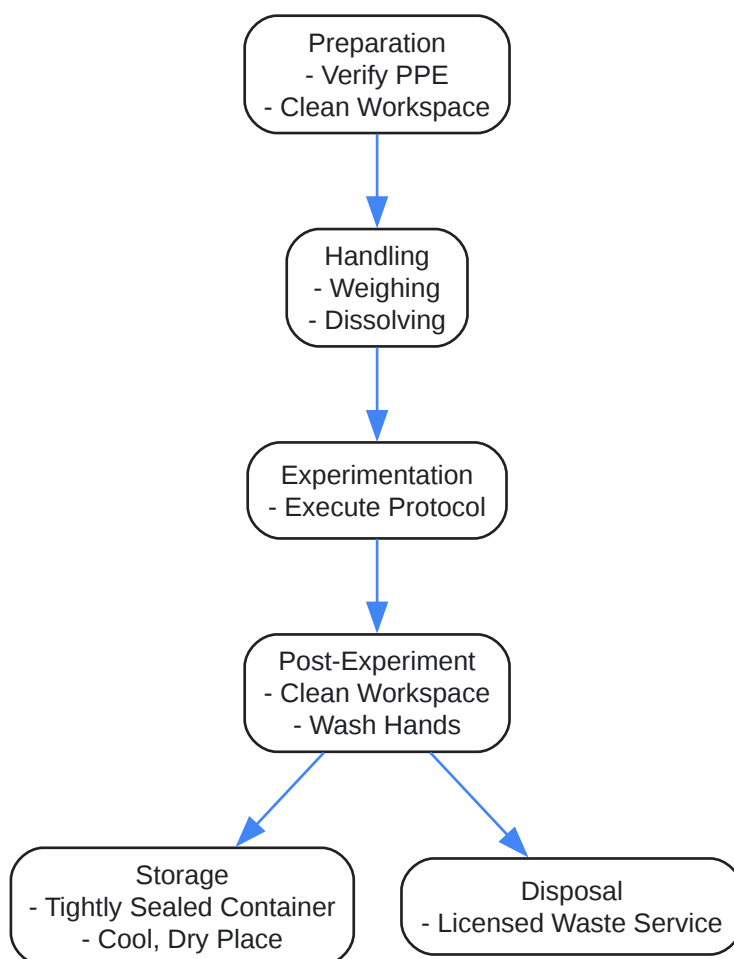 Preparation
- Verify PPE
- Clean Workspace
Handling
- Weighing
- Dissolving
Experimentation
- Execute Protocol
Post-Experiment
- Clean Workspace
- Wash Hands
Storage
- Tightly Sealed Container
- Cool, Dry Place
Disposal
- Licensed Waste Service